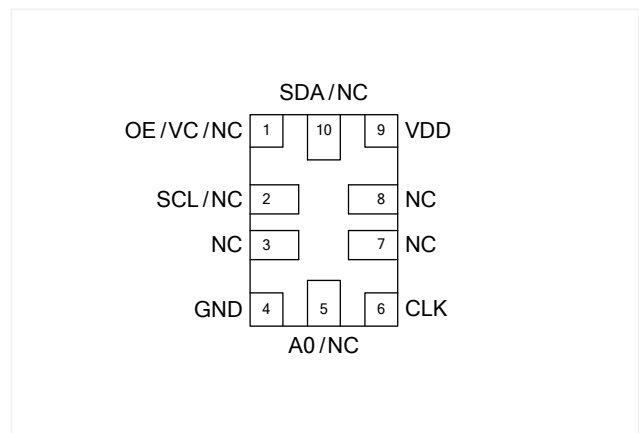 SDA/NC
OE/VC/NC 1 10 9 VDD
SCL/NC 2 8 NC
NC 3 7 NC
GND 4 5 6 CLK
A0/NC